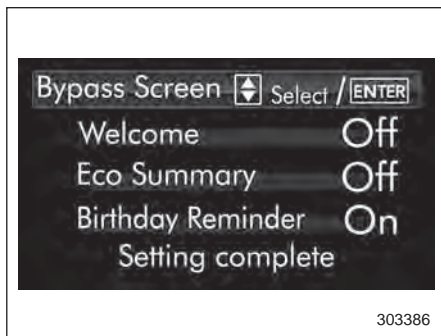 Bypass Screen Select / ENTER
Welcome Off
Eco Summary Off
Birthday Reminder On
Setting complete
303386